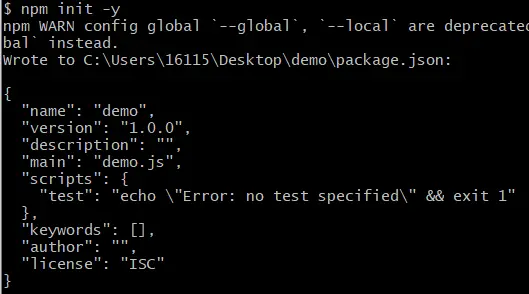 $ npm init -y
npm WARN config global `--global`, `--local` are deprecated
bal` instead.
Wrote to C:\Users\16115\Desktop\demo\package.json:
{
  "name": "demo",
  "version": "1.0.0",
  "description": "",
  "main": "demo.js",
  "scripts": {
    "test": "echo \"Error: no test specified\" && exit 1"
  },
  "keywords": [],
  "author": "",
  "license": "ISC"
}